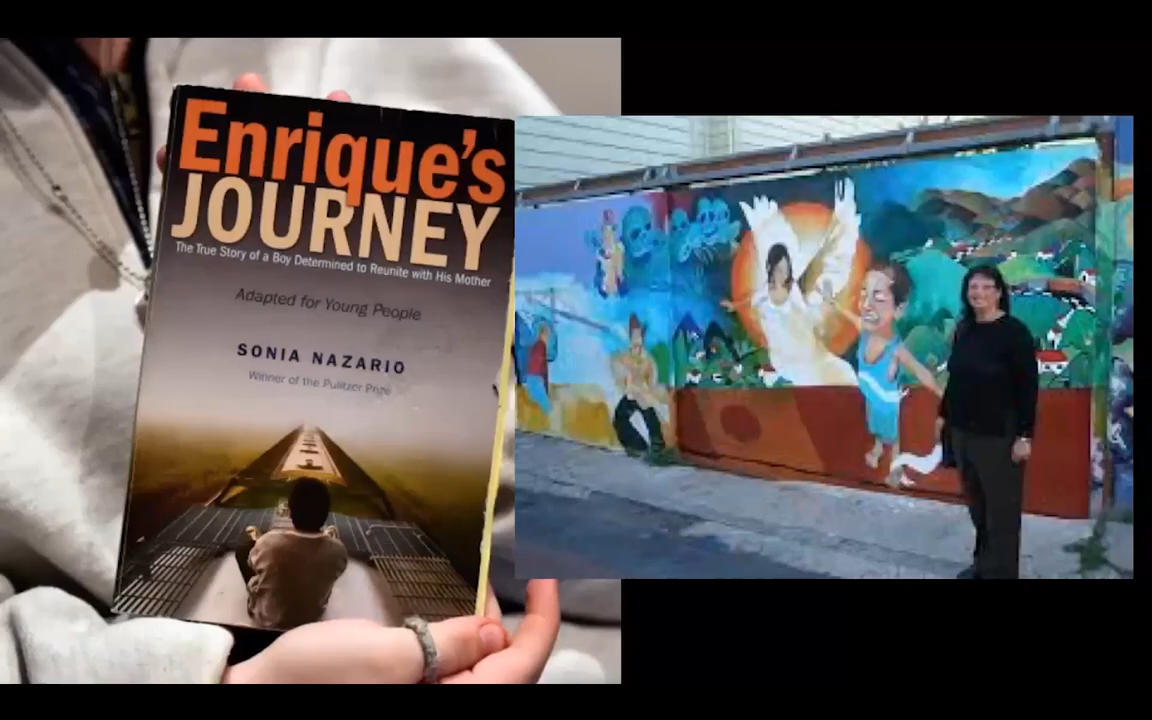 Enrique's
JOURNEY
The True Story of a Boy Determined to Reunite with His Mother
Adapted for Young People
SONIA NAZARIO
Winner of the Pulitzer Prize